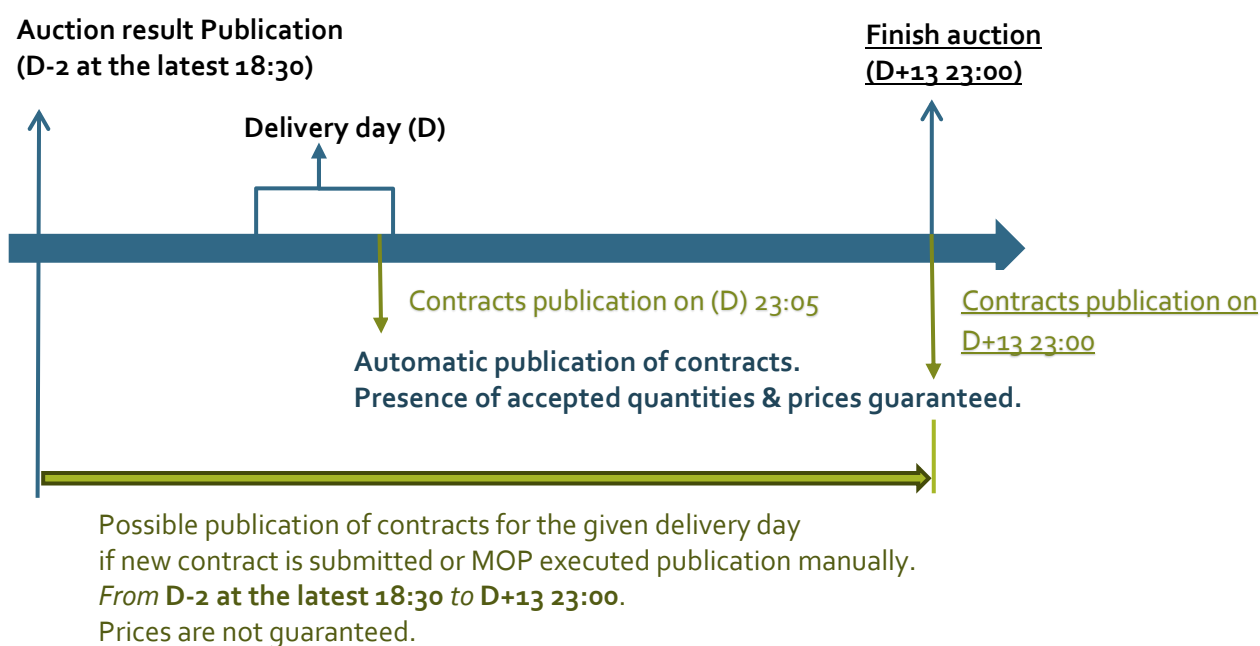 Auction result Publication
(D-2 at the latest 18:30)
Finish auction
(D+13 23:00)
Delivery day (D)
Contracts publication on (D) 23:05
Contracts publication on
D+13 23:00
Automatic publication of contracts.
Presence of accepted quantities & prices guaranteed.
Possible publication of contracts for the given delivery day
if new contract is submitted or MOP executed publication manually.
From D-2 at the latest 18:30 to D+13 23:00.
Prices are not guaranteed.